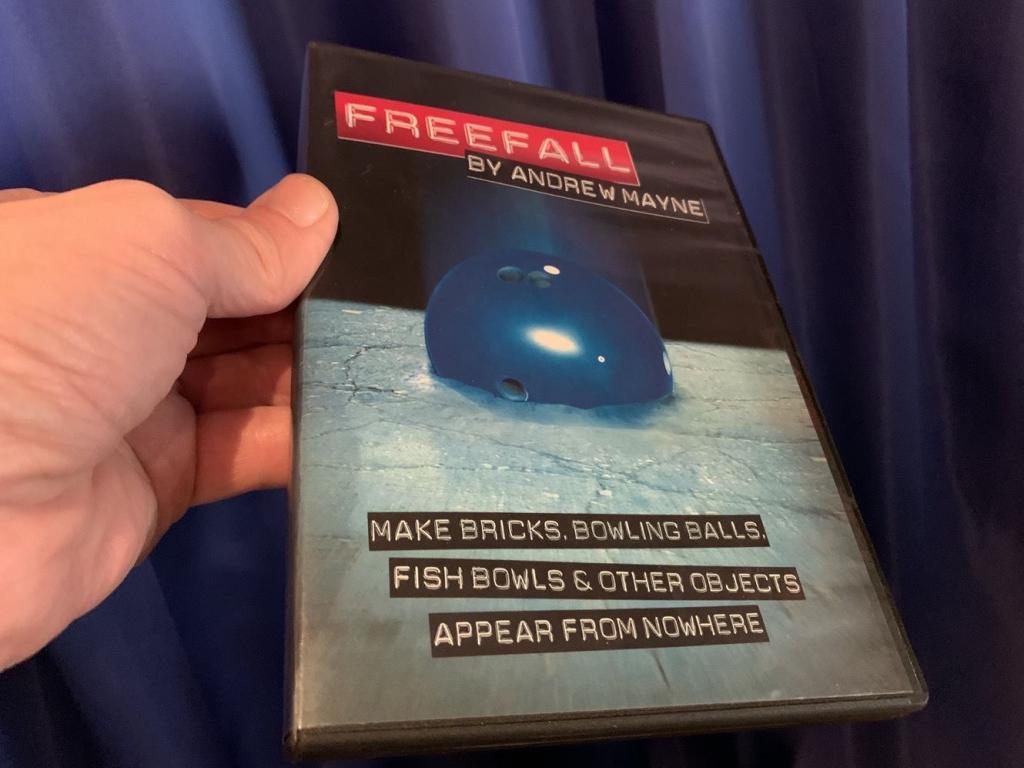 FREEFALL
BY ANDREW MAYNE
MAKE BRICKS, BOWLING BALLS,
FISH BOWLS & OTHER OBJECTS
APPEAR FROM NOWHERE